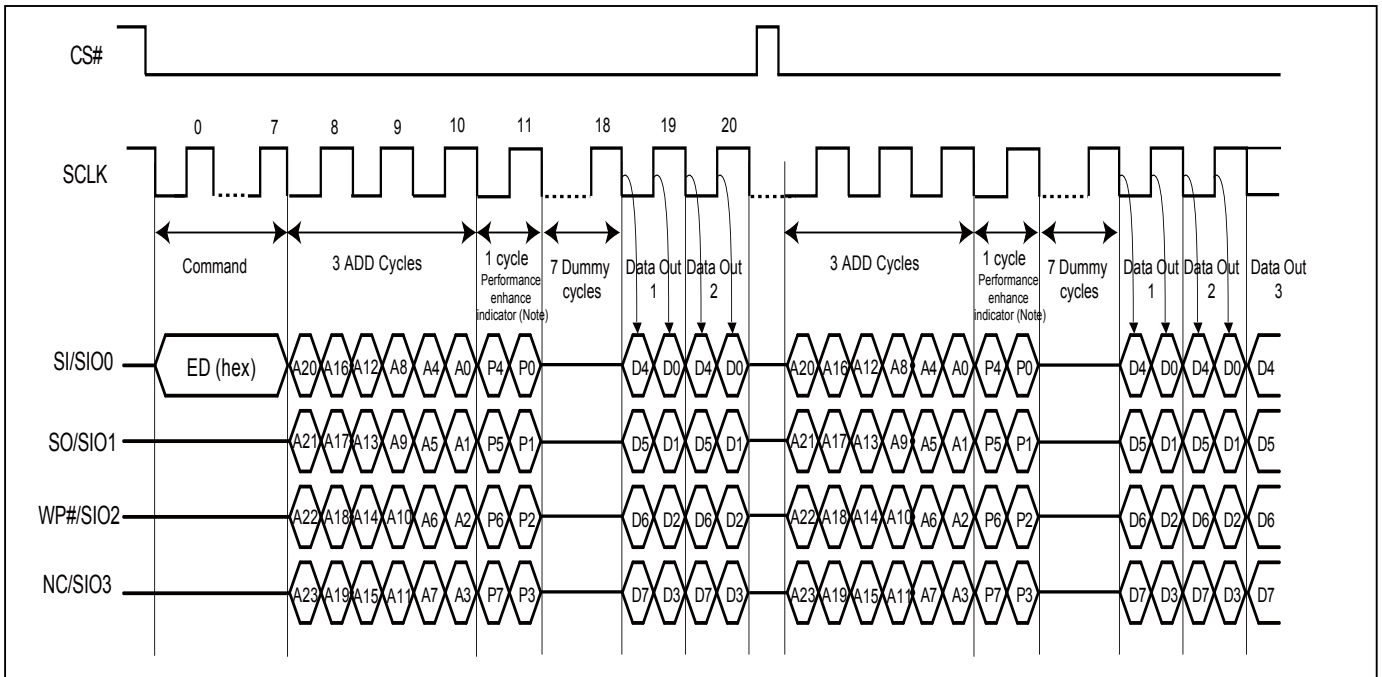 CS#
0 7 8 9 10 11 18 19 20
SCLK
Command
3 ADD Cycles
1 cycle
Performance
enhance
indicator (Note)
7 Dummy
cycles
Data Out
1
Data Out
2
3 ADD Cycles
1 cycle
Performance
enhance
indicator (Note)
7 Dummy
cycles
Data Out
1
Data Out
2
Data Out
3
SI/SIO0 ED (hex) A20 A16 A12 A8 A4 A0 P4 P0 D4 D0 D4 D0 A20 A16 A12 A8 A4 A0 P4 P0 D4 D0 D4 D0 D4
SO/SIO1 A21 A17 A13 A9 A5 A1 P5 P1 D5 D1 D5 D1 A21 A17 A13 A9 A5 A1 P5 P1 D5 D1 D5 D1 D5
WP#/SIO2 A22 A18 A14 A10 A6 A2 P6 P2 D6 D2 D6 D2 A22 A18 A14 A10 A6 A2 P6 P2 D6 D2 D6 D2 D6
NC/SIO3 A23 A19 A15 A11 A7 A3 P7 P3 D7 D3 D7 D3 A23 A19 A15 A11 A7 A3 P7 P3 D7 D3 D7 D3 D7